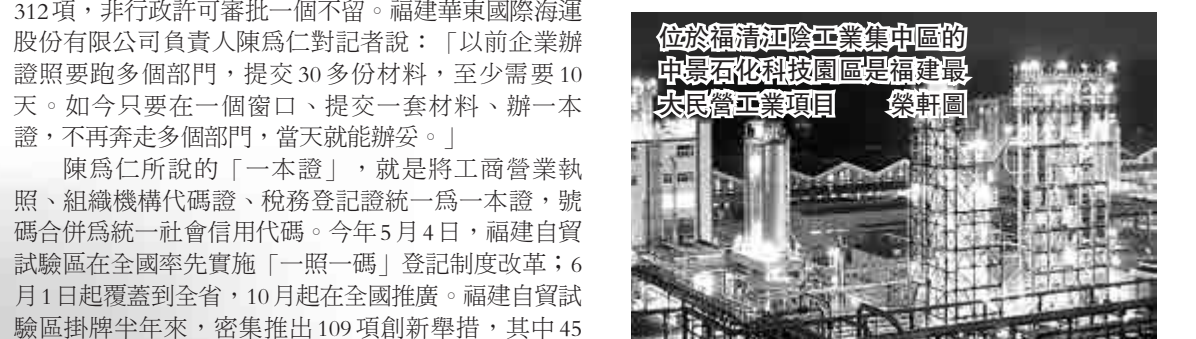 312項，非行政許可審批一個不留。福建華東國際海運
股份有限公司負責人陳爲仁對記者說：「以前企業辦
證照要跑多個部門，提交30多份材料，至少需要10
天。如今只要在一個窗口、提交一套材料、辦一本
證，不再奔走多個部門，當天就能辦妥。」
陳爲仁所說的「一本證」，就是將工商營業執
照、組織機構代碼證、稅務登記證統一爲一本證，號
碼合併爲統一社會信用代碼。今年5月4日，福建自貿
試驗區在全國率先實施「一照一碼」登記制度改革；6
月1日起覆蓋到全省，10月起在全國推廣。福建自貿試
驗區掛牌半年來，密集推出109項創新舉措，其中45
位於福清江陰工業集中區的
中景石化科技園區是福建最
大民營工業項目 榮軒圖